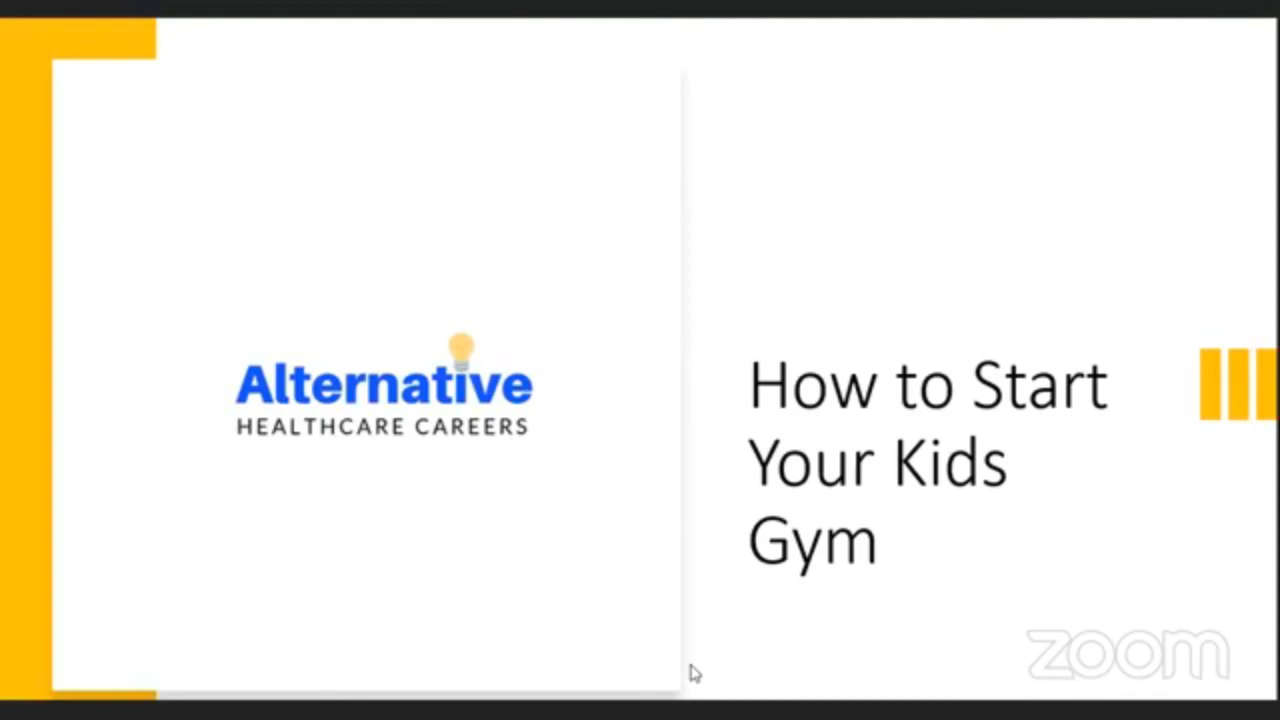 Alternative
HEALTHCARE CAREERS
How to Start
Your Kids
Gym
zoom